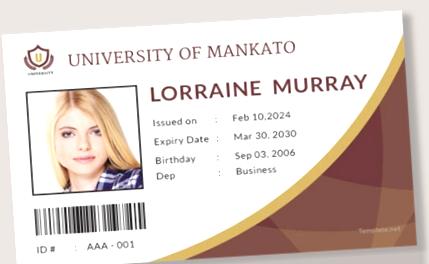 UNIVERSITY
UNIVERSITY OF MANKATO
LORRAINE MURRAY
Issued on : Feb 10,2024
Expiry Date : Mar 30, 2030
Birthday : Sep 03, 2006
Dep : Business
ID # : AAA - 001
Template.net